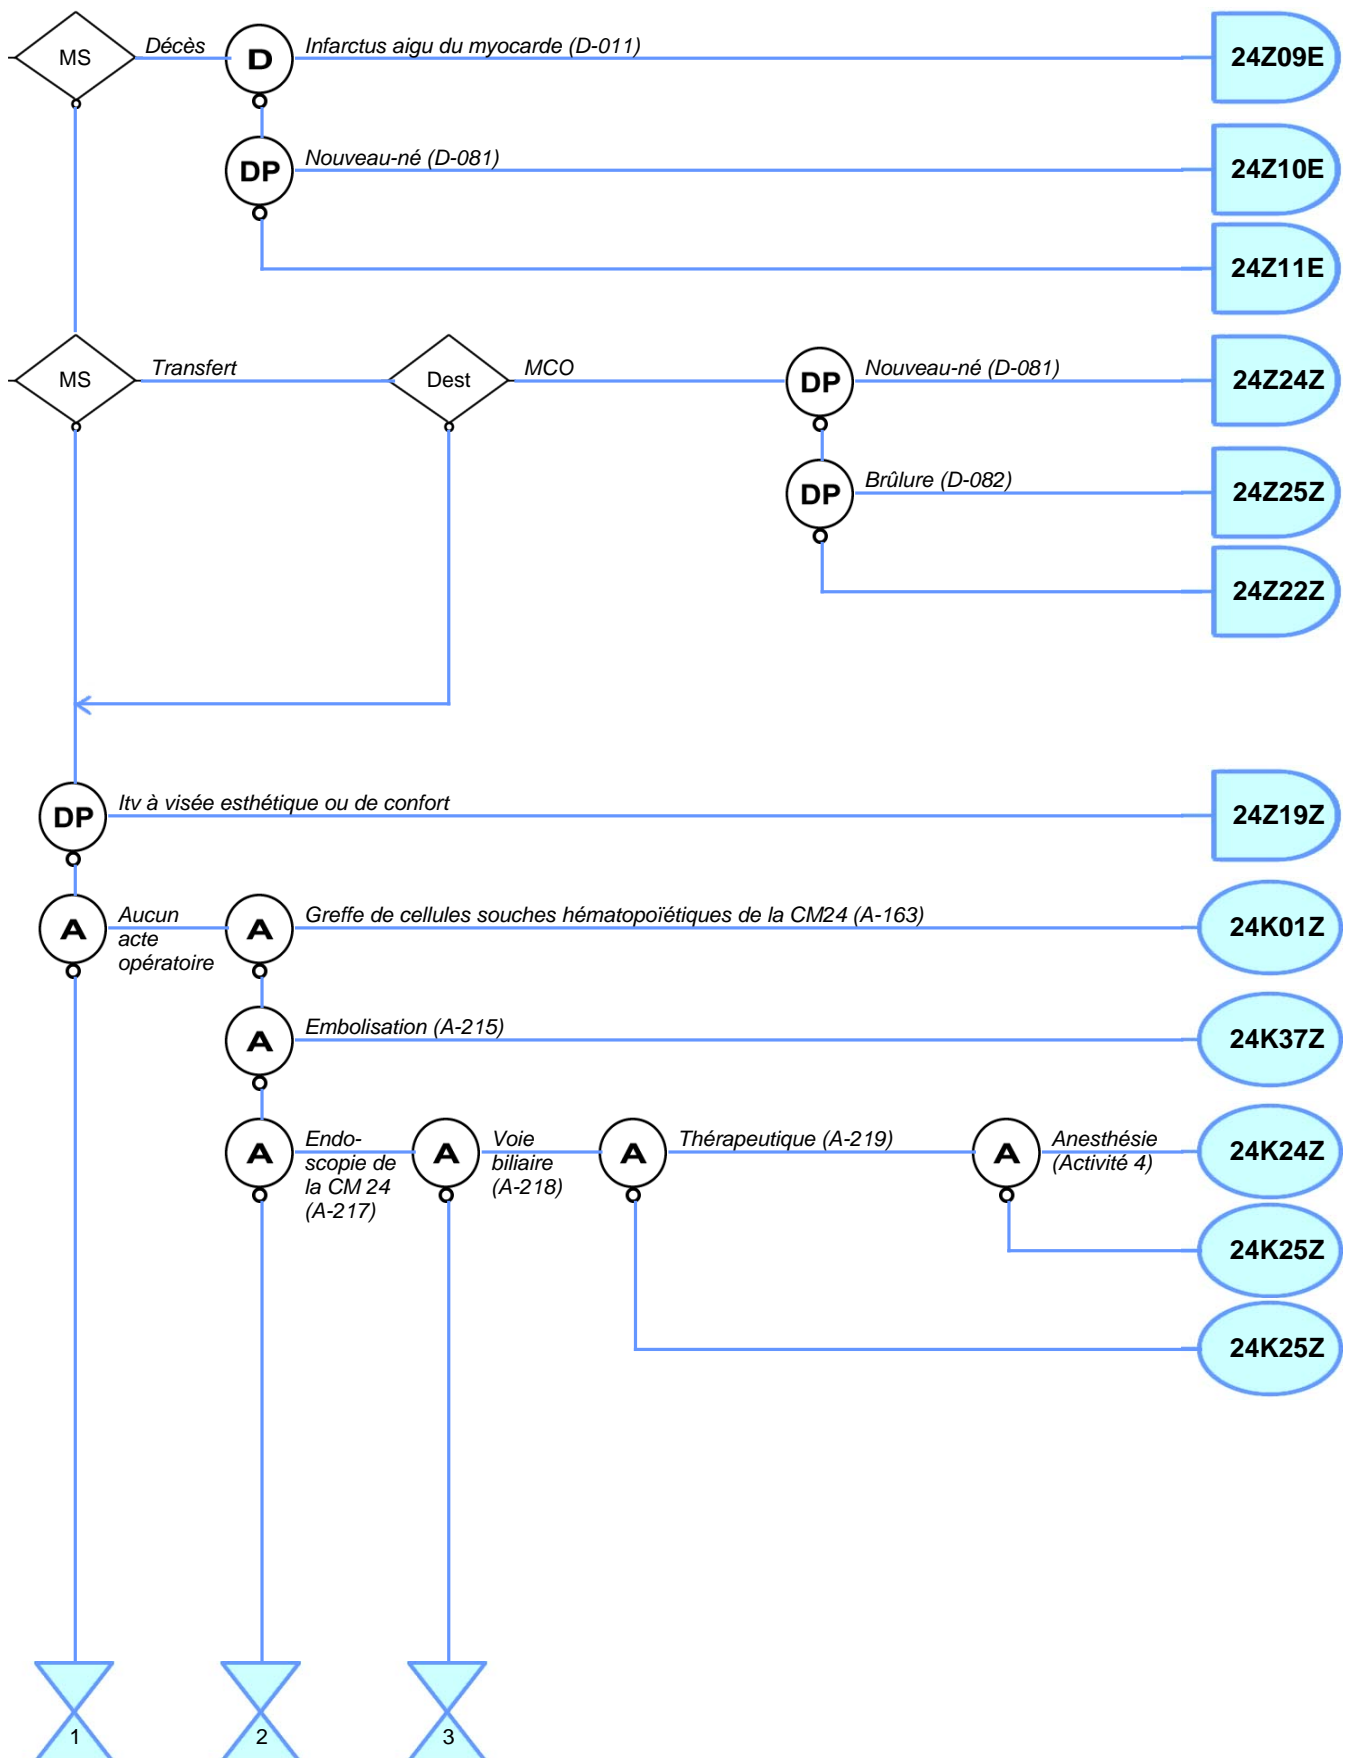 MS
Décès
D
Infarctus aigu du myocarde (D-011)
24Z09E
DP
Nouveau-né (D-081)
24Z10E
24Z11E
MS
Transfert
Dest
MCO
DP
Nouveau-né (D-081)
24Z24Z
DP
Brûlure (D-082)
24Z25Z
24Z22Z
DP
Itv à visée esthétique ou de confort
24Z19Z
A
Aucun
acte
opératoire
A
Greffe de cellules souches hématopoïétiques de la CM24 (A-163)
24K01Z
A
Embolisation (A-215)
24K37Z
A
Endo-
scopie de
la CM 24
(A-217)
A
Voie
biliaire
(A-218)
A
Thérapeutique (A-219)
A
Anesthésie
(Activité 4)
24K24Z
24K25Z
24K25Z
1
2
3